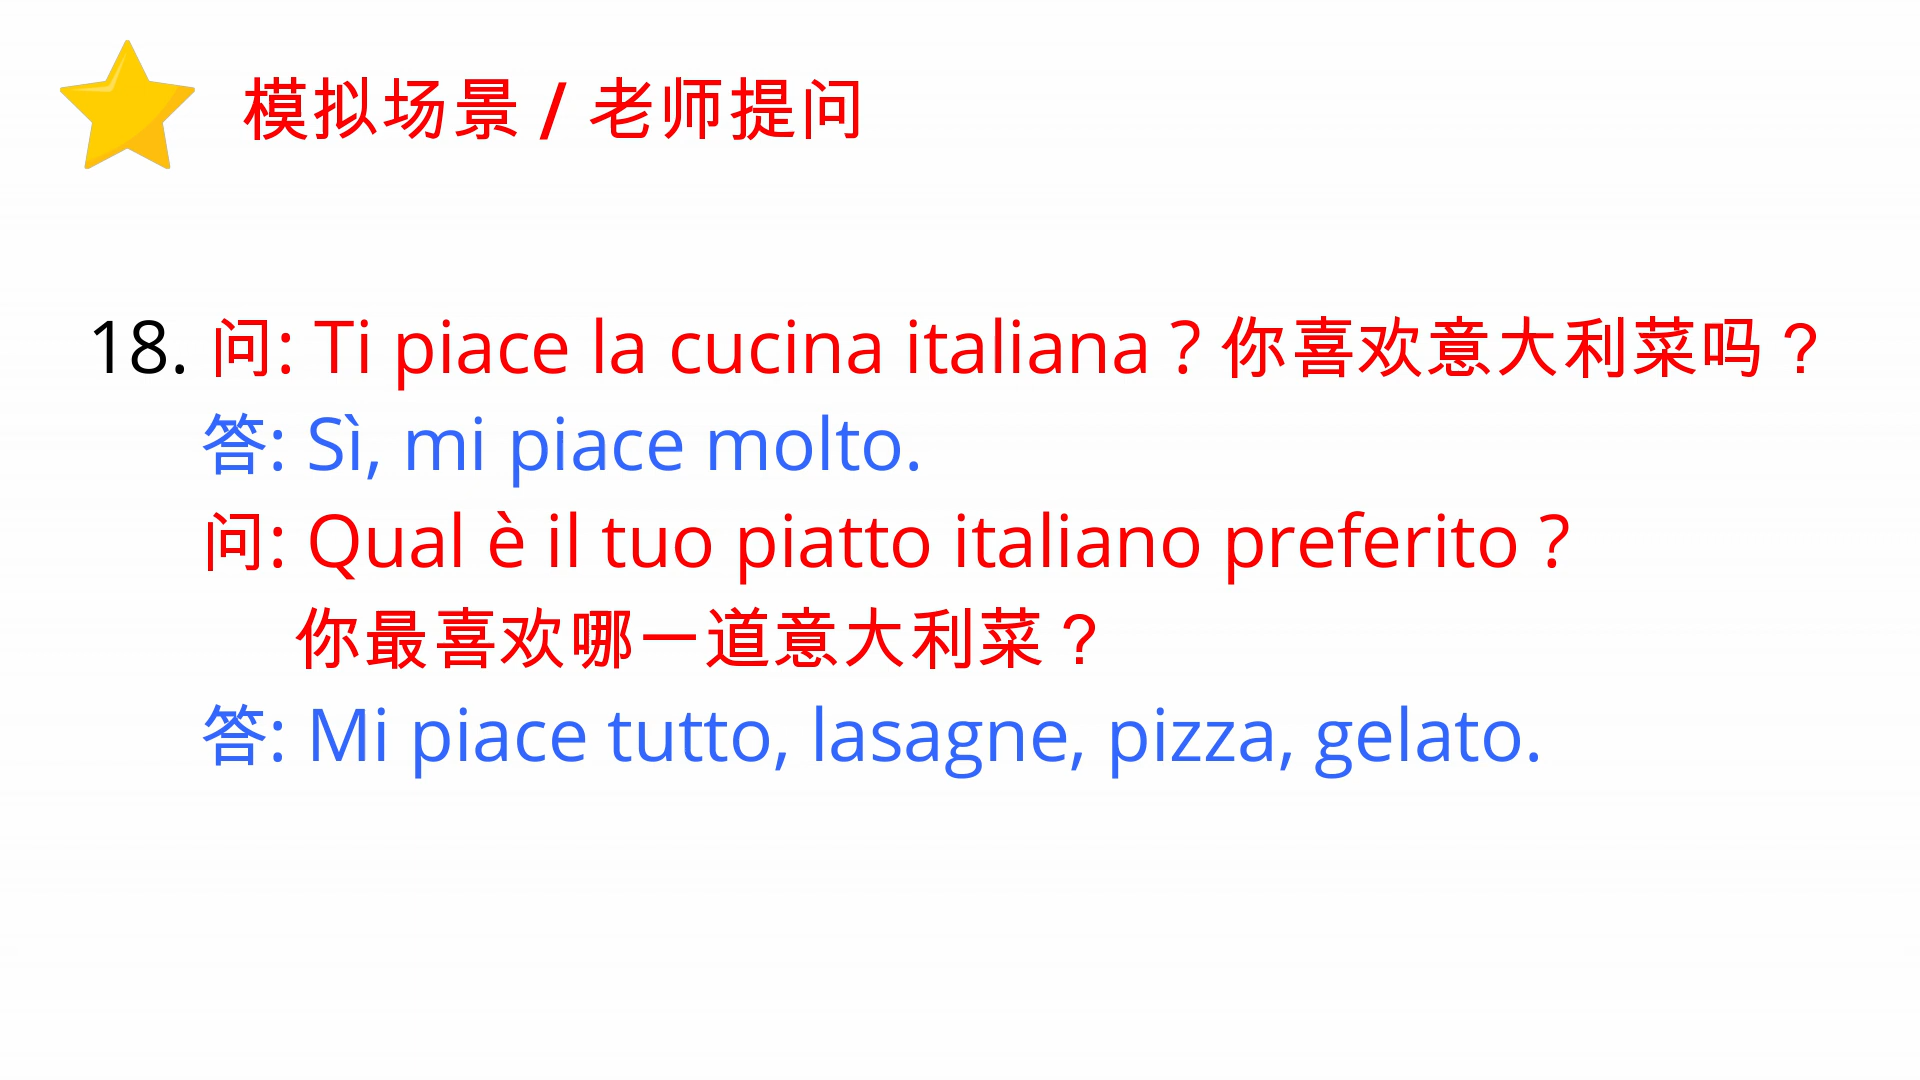 模拟场景 / 老师提问
18. 问: Ti piace la cucina italiana ? 你喜欢意大利菜吗？
答: Sì, mi piace molto.
问: Qual è il tuo piatto italiano preferito ?
你最喜欢哪一道意大利菜？
答: Mi piace tutto, lasagne, pizza, gelato.